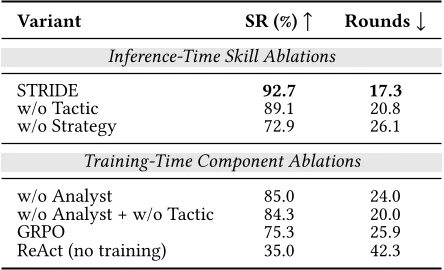 Variant SR (%) ↑ Rounds ↓
Inference-Time Skill Ablations
STRIDE 92.7 17.3
w/o Tactic 89.1 20.8
w/o Strategy 72.9 26.1
Training-Time Component Ablations
w/o Analyst 85.0 24.0
w/o Analyst + w/o Tactic 84.3 20.0
GRPO 75.3 25.9
ReAct (no training) 35.0 42.3